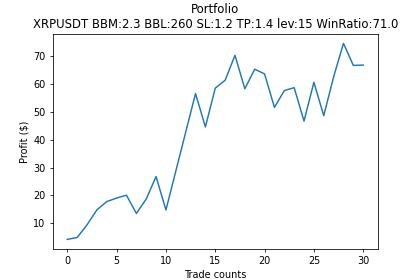 Portfolio
XRPUSDT BBM:2.3 BBL:260 SL:1.2 TP:1.4 lev:15 WinRatio:71.0
70
60
50
40
30
20
10
Profit ($)
0 5 10 15 20 25 30
Trade counts